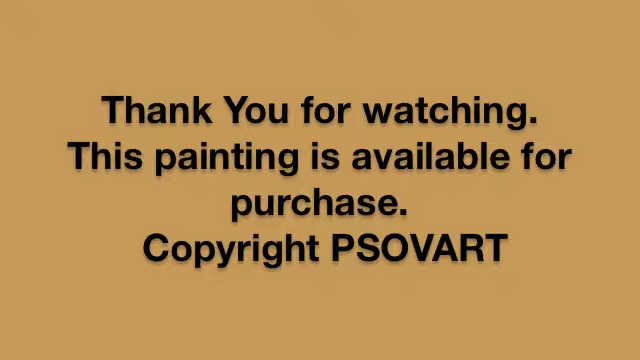 Thank You for watching.
This painting is available for
purchase.
Copyright PSOVART